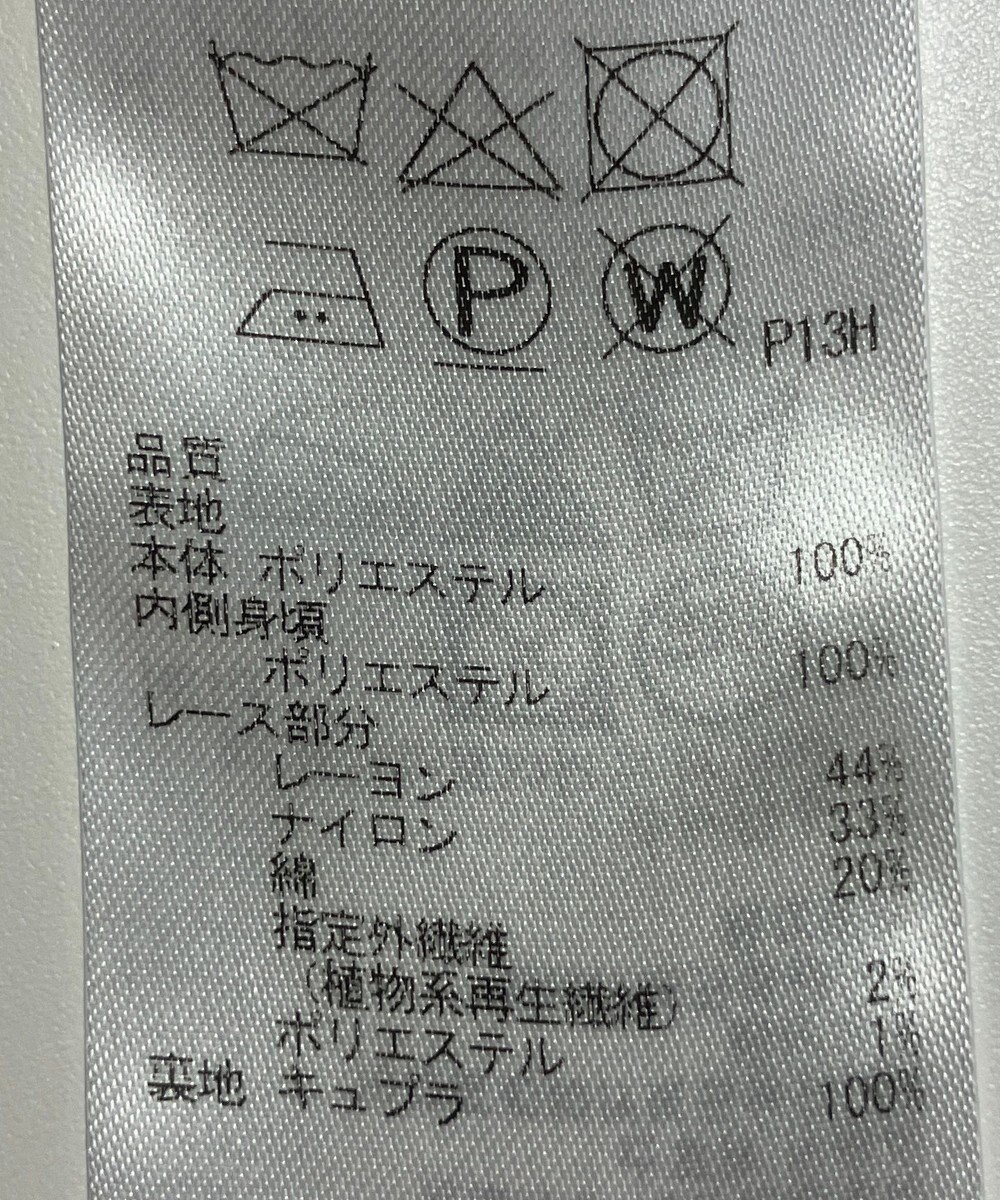 P W P13H
品質
表地
本体 ポリエステル 100%
内側身頃
ポリエステル 100%
レース部分
レーヨン 44%
ナイロン 33%
綿 20%
指定外繊維
(植物系再生繊維) 2%
ポリエステル 1%
裏地 キュプラ 100%